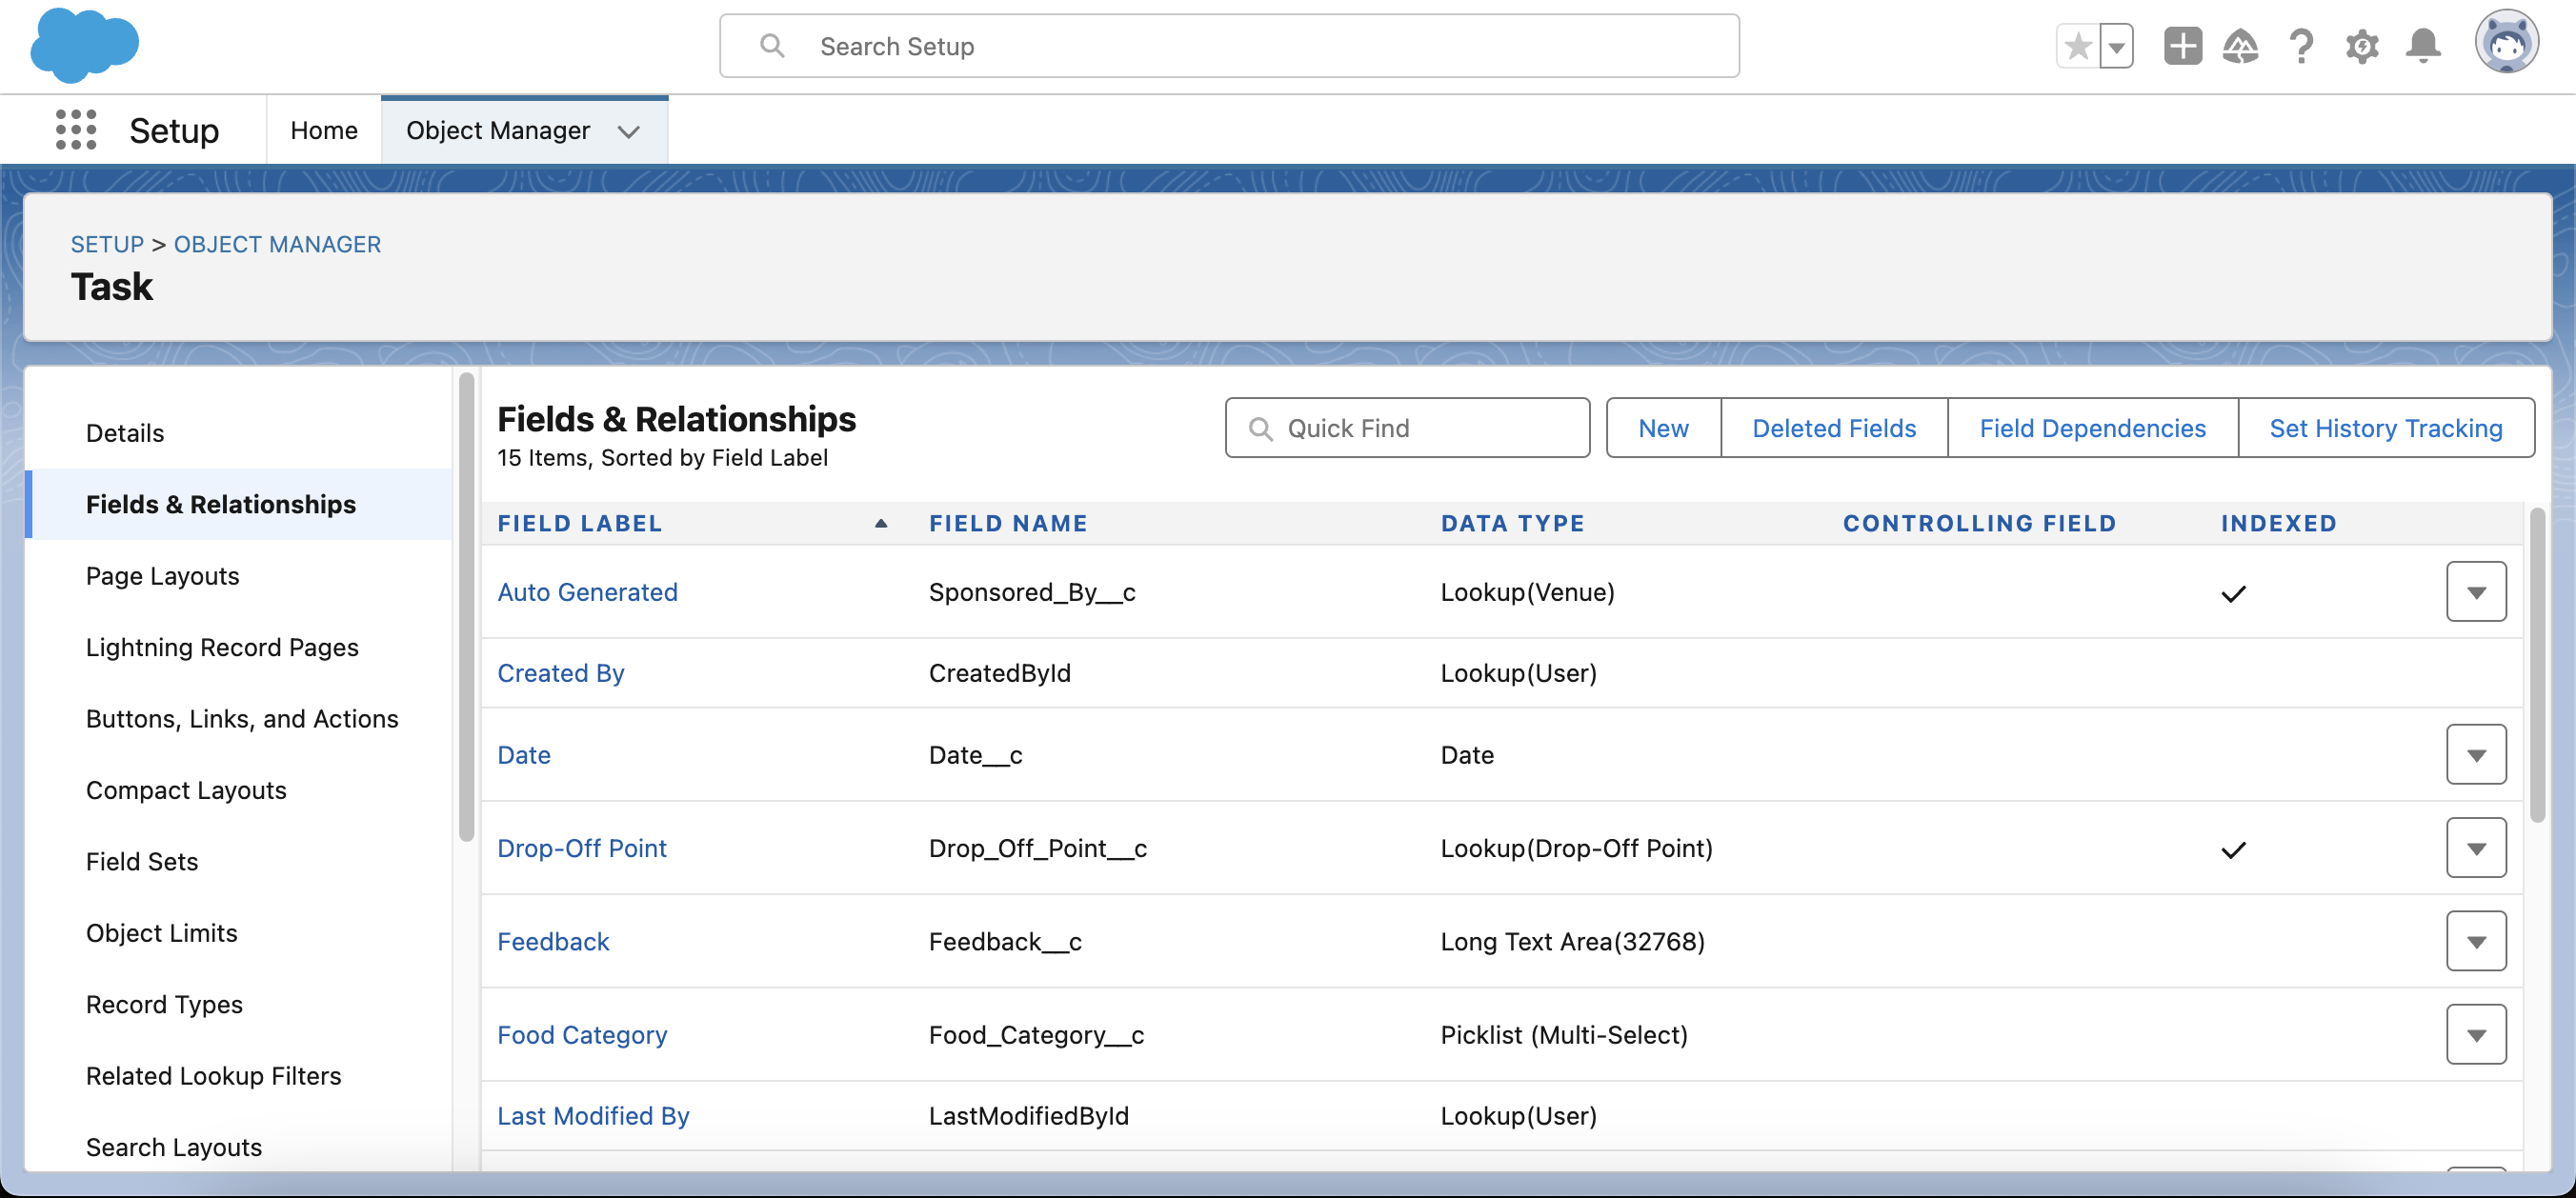 Search Setup
Setup
Home
Object Manager
SETUP > OBJECT MANAGER
Task
Details
Fields & Relationships
Page Layouts
Lightning Record Pages
Buttons, Links, and Actions
Compact Layouts
Field Sets
Object Limits
Record Types
Related Lookup Filters
Search Layouts
Fields & Relationships
15 Items, Sorted by Field Label
Quick Find
New
Deleted Fields
Field Dependencies
Set History Tracking
FIELD LABEL FIELD NAME DATA TYPE CONTROLLING FIELD INDEXED
Auto Generated Sponsored_By__c Lookup(Venue)
Created By CreatedById Lookup(User)
Date Date__c Date
Drop-Off Point Drop_Off_Point__c Lookup(Drop-Off Point)
Feedback Feedback__c Long Text Area(32768)
Food Category Food_Category__c Picklist (Multi-Select)
Last Modified By LastModifiedById Lookup(User)